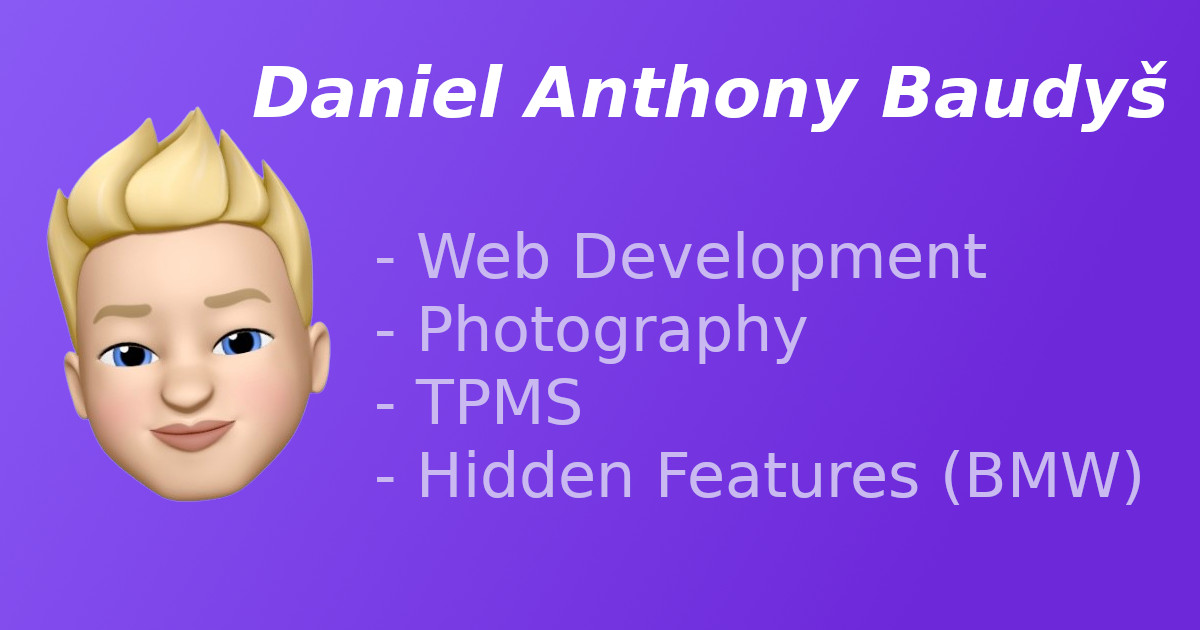 Daniel Anthony Baudyš
- Web Development
- Photography
- TPMS
- Hidden Features (BMW)